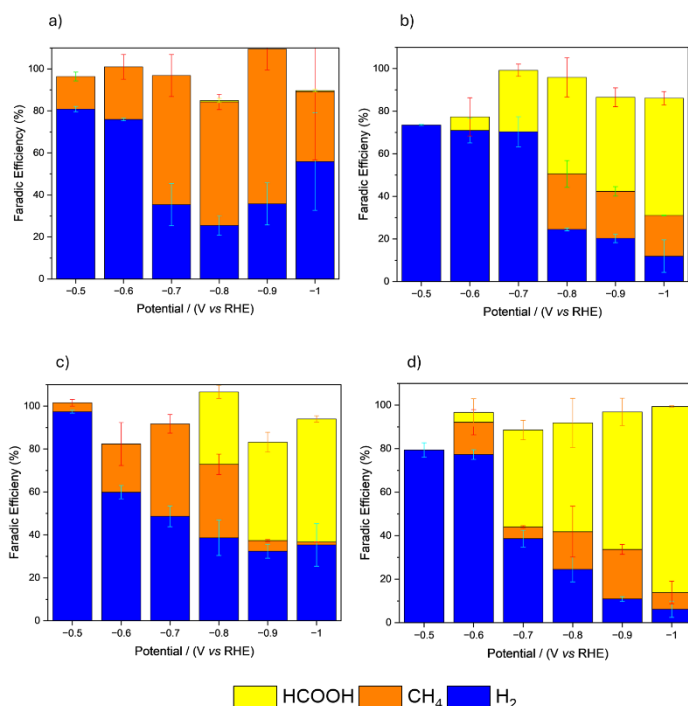 a)
Faradic Efficiency (%)
100
80
60
40
20
0
−0.5 −0.6 −0.7 −0.8 −0.9 −1
Potential / (V vs RHE)
b)
Faradic Efficieny (%)
100
80
60
40
20
0
−0.5 −0.6 −0.7 −0.8 −0.9 −1
Potential / (V vs RHE)
c)
Faradic Efficieny (%)
100
80
60
40
20
0
−0.5 −0.6 −0.7 −0.8 −0.9 −1
Potential / (V vs RHE)
d)
Faradic Efficieny (%)
100
80
60
40
20
0
−0.5 −0.6 −0.7 −0.8 −0.9 −1
Potential / (V vs RHE)
HCOOH CH₄ H₂